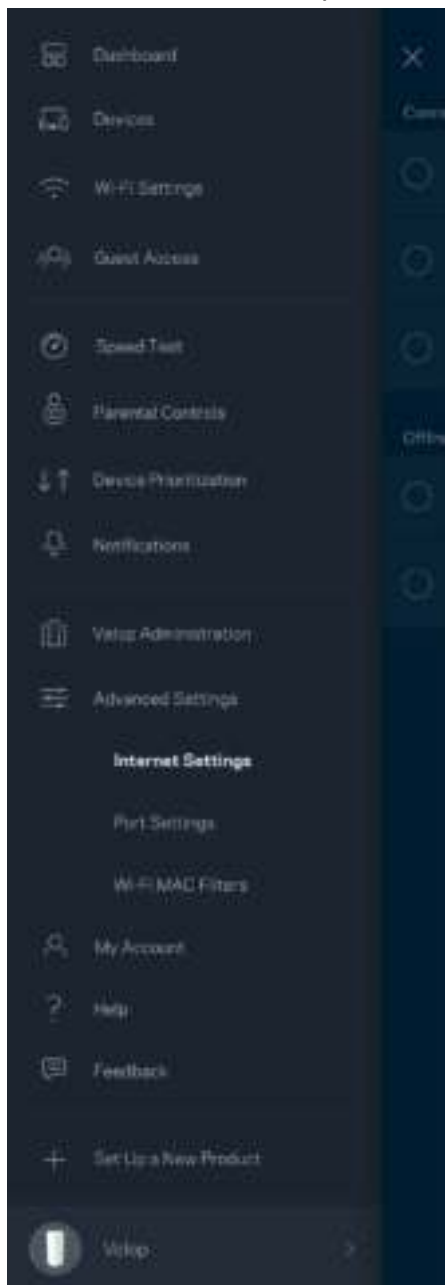 Dashboard
Devices
Wi-Fi Settings
Guest Access
Speed Test
Parental Controls
Device Prioritization
Notifications
Velop Administration
Advanced Settings
Internet Settings
Port Settings
Wi-Fi MAC Filters
My Account
Help
Feedback
Set Up a New Product
Velop